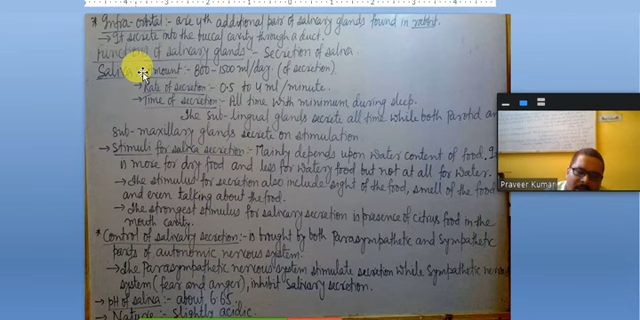 * Infra-orbital :- are 4th additional pair of salivary glands found in rabbit.
→ It secrete into the buccal cavity through a duct.
Functions of salivary glands - Secretion of saliva
Saliva → Amount :- 800 - 1500 ml/day (of secretion)
→ Rate of secretion - 0.5 to 4 ml/minute.
→ Time of secretion :- All time with minimum during sleep.
The sub-lingual glands secrete all time while both Parotid an
sub-maxillary glands secrete on stimulation.
→ Stimuli for saliva secretion :- Mainly depends upon water content of food. I
is more for dry food and less for watery food but not at all for water.
→ The stimulus for secretion also include sight of the food, smell of the food
and even talking about the food.
→ The strongest stimulus for salivary secretion is presence of citrus food in the
mouth cavity.
* Control of salivary secretion :- is brought by both Parasympathetic and Sympathetic
parts of autonomic nervous system.
→ The Parasympathetic nervous system stimulate secretion while Sympathetic nerv
system (fear and anger), inhibit Salivary secretion.
→ pH of saliva :- about 6.65.
→ Nature :- slightly acidic.
Praveer Kumar